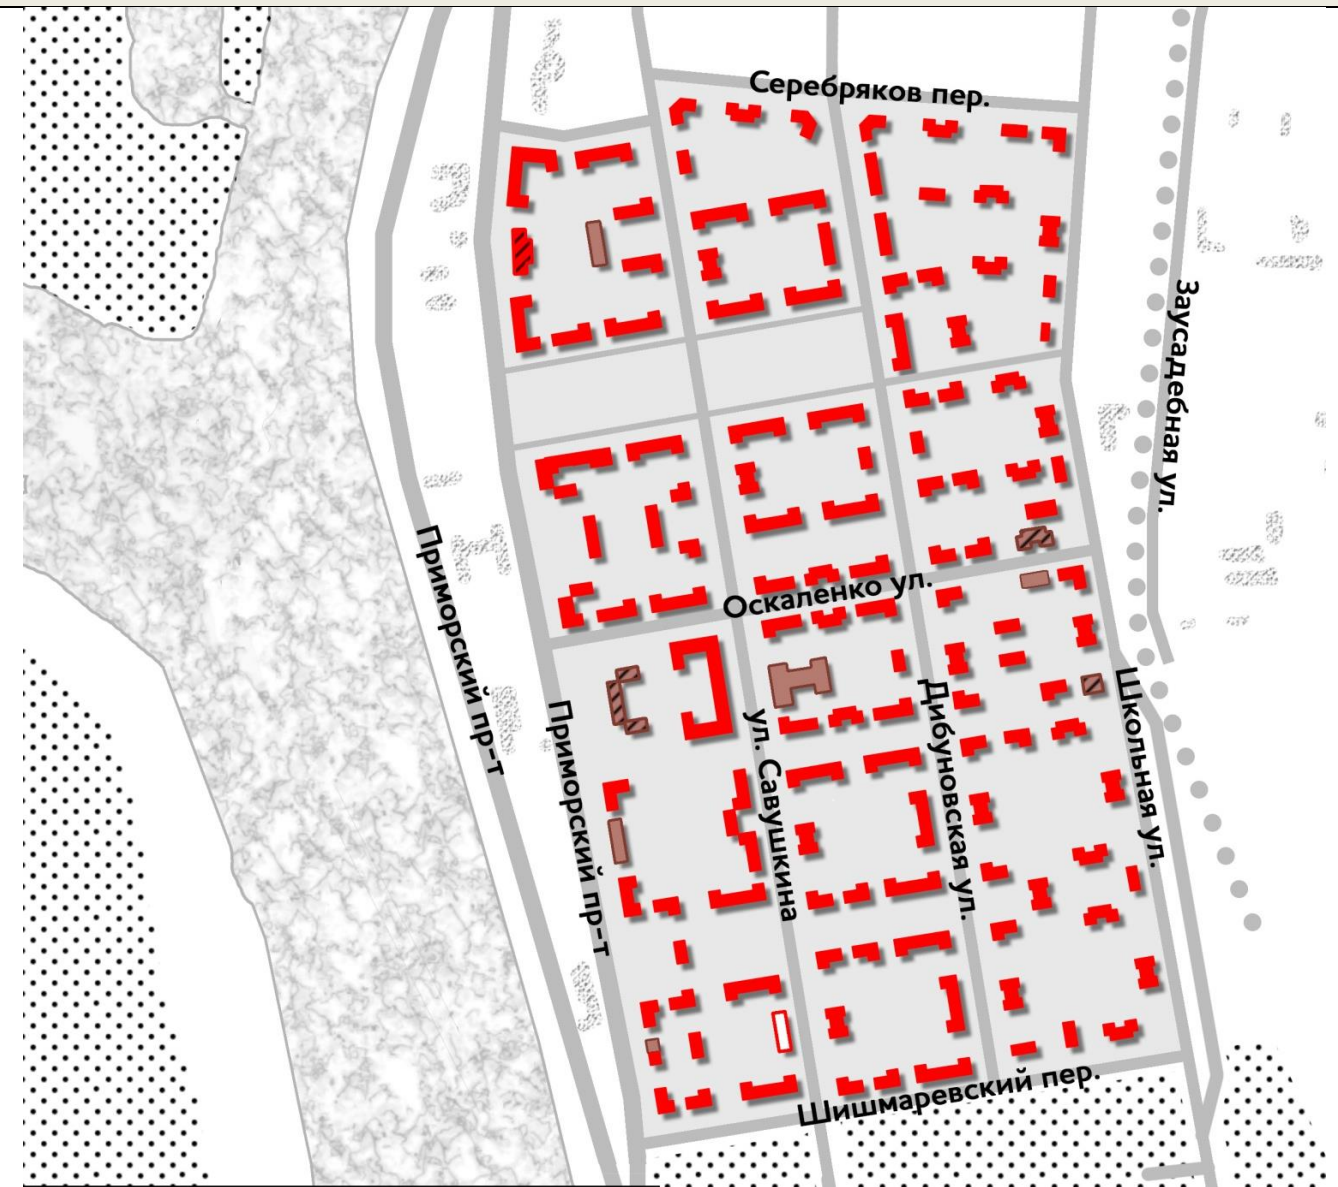 Серебряков пер.
Заусадебная ул.
Приморский пр-т
Оскаленко ул.
Приморский пр-т
ул. Савушкина
Дибуновская ул.
Школьная ул.
Шишмаревский пер.